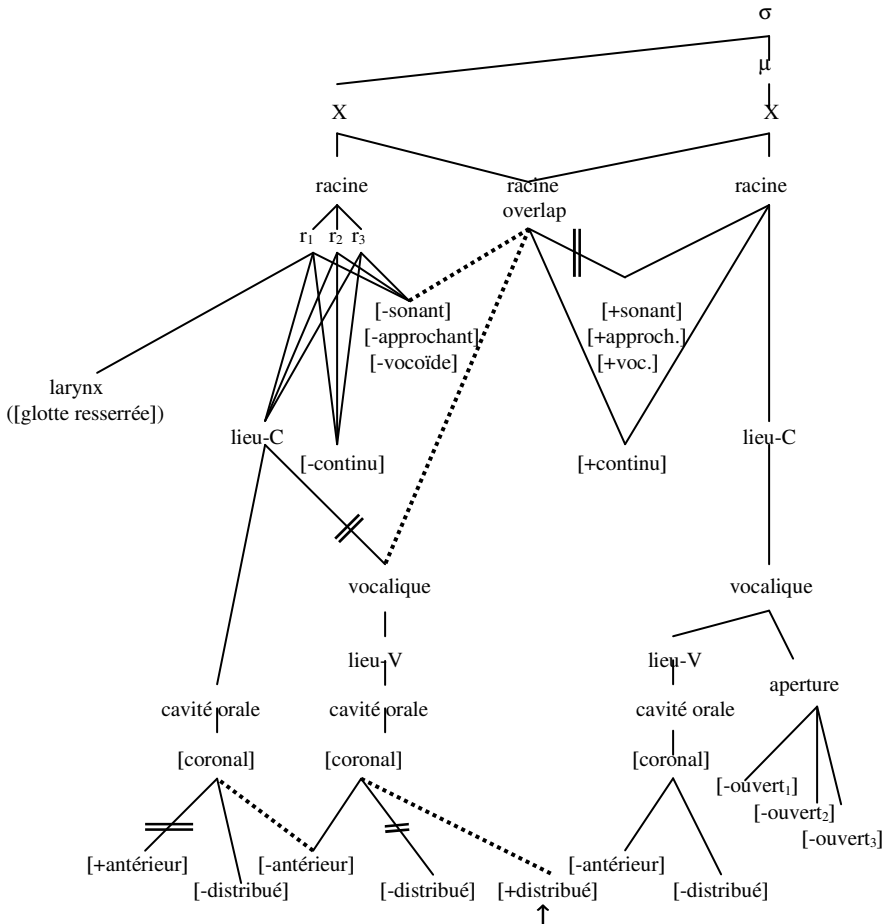 σ
μ
X X
racine racine racine
overlap
r₁ r₂ r₃
[-sonant] [+sonant]
[-approchant] [+approch.]
[-vocoïde] [+voc.]
larynx
([glotte resserrée])
lieu-C lieu-C
[-continu] [+continu]
vocalique vocalique
lieu-V lieu-V
aperture
cavité orale cavité orale cavité orale
[coronal] [coronal] [coronal]
[-ouvert₁]
[-ouvert₂]
[-ouvert₃]
[+antérieur] [-antérieur] [-antérieur]
[-distribué] [-distribué] [+distribué] [-distribué]